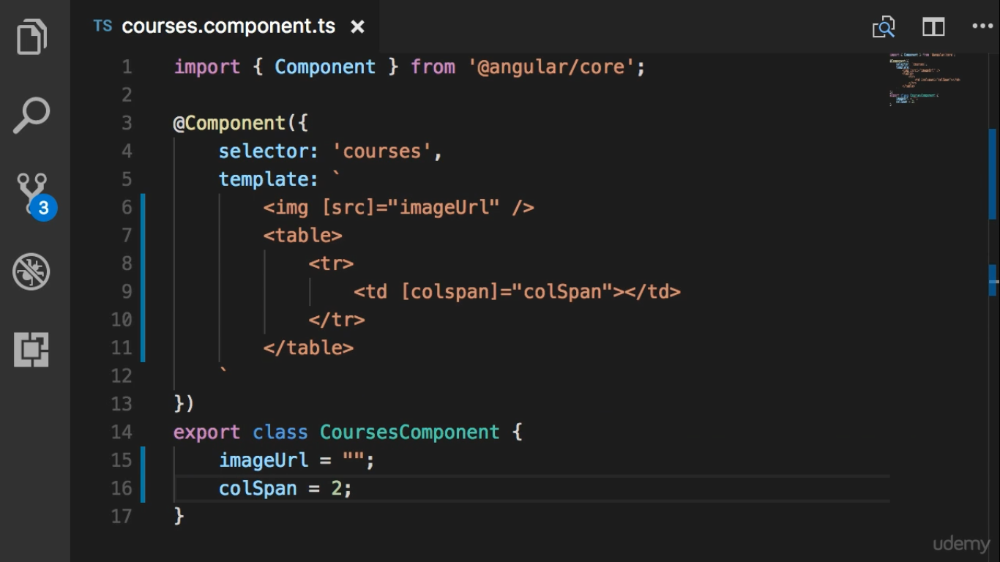 TS courses.component.ts ×
1 import { Component } from '@angular/core';
2
3 @Component({
4     selector: 'courses',
5     template: `
6         <img [src]="imageUrl" />
7         <table>
8             <tr>
9                 <td [colspan]="colSpan"></td>
10             </tr>
11         </table>
12     `
13 })
14 export class CoursesComponent {
15     imageUrl = "";
16     colSpan = 2;
17 }
3
udemy